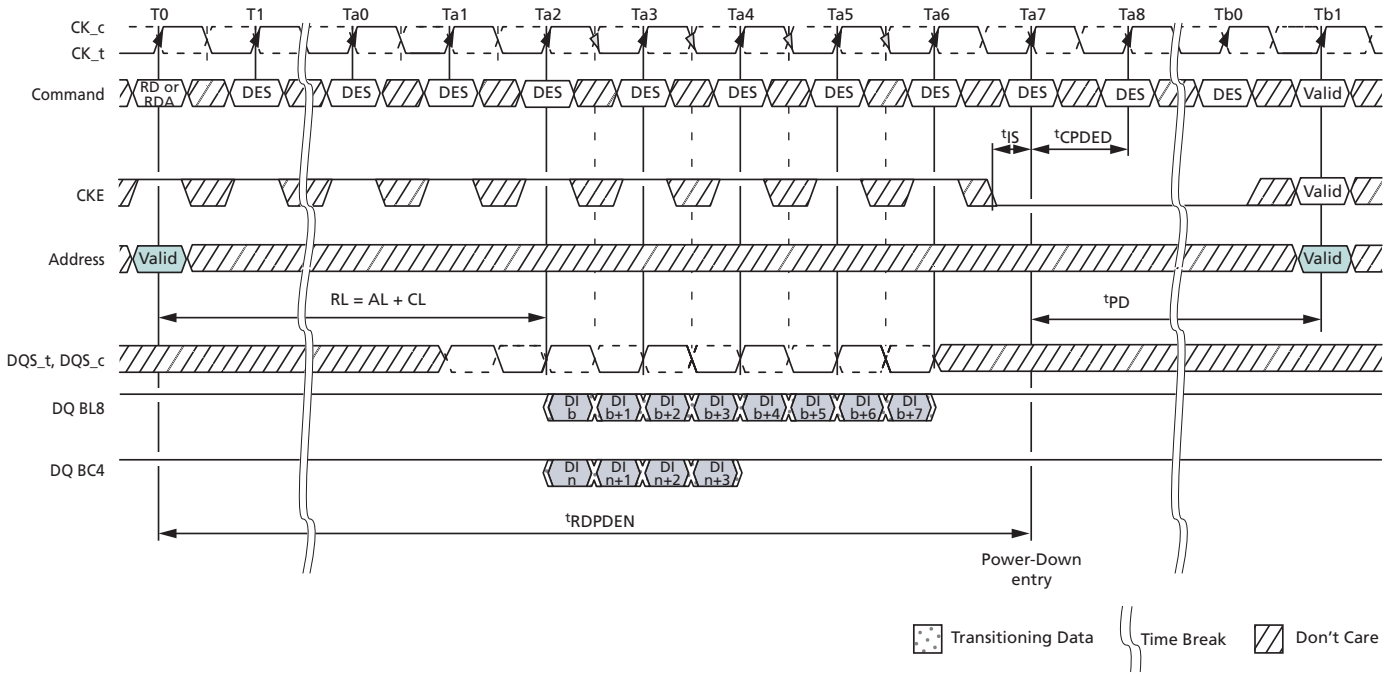 T0 T1 Ta0 Ta1 Ta2 Ta3 Ta4 Ta5 Ta6 Ta7 Ta8 Tb0 Tb1
CK_c
CK_t
Command RD or RDA DES DES DES DES DES DES DES DES DES DES DES Valid
tIS tCPDED
CKE Valid
Address Valid Valid
RL = AL + CL tPD
DQS_t, DQS_c
DQ BL8 DI b DI b+1 DI b+2 DI b+3 DI b+4 DI b+5 DI b+6 DI b+7
DQ BC4 DI n DI n+1 DI n+2 DI n+3
tRDPDEN
Power-Down
entry
Transitioning Data Time Break Don't Care